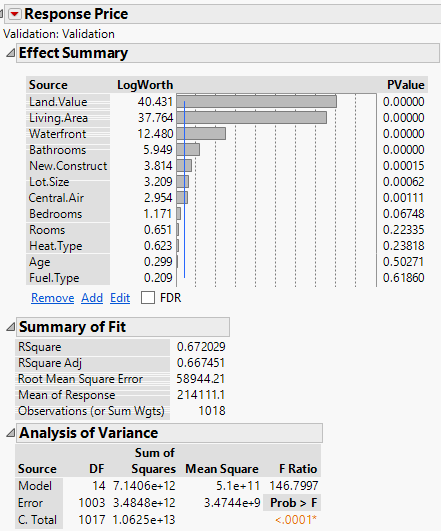 Response Price
Validation: Validation
Effect Summary
Source LogWorth PValue
Land.Value 40.431 0.00000
Living.Area 37.764 0.00000
Waterfront 12.480 0.00000
Bathrooms 5.949 0.00000
New.Construct 3.814 0.00015
Lot.Size 3.209 0.00062
Central.Air 2.954 0.00111
Bedrooms 1.171 0.06748
Rooms 0.651 0.22335
Heat.Type 0.623 0.23818
Age 0.299 0.50271
Fuel.Type 0.209 0.61860
Remove Add Edit FDR
Summary of Fit
RSquare 0.672029
RSquare Adj 0.667451
Root Mean Square Error 58944.21
Mean of Response 214111.1
Observations (or Sum Wgts) 1018
Analysis of Variance
Sum of
Source DF Squares Mean Square F Ratio
Model 14 7.1406e+12 5.1e+11 146.7997
Error 1003 3.4848e+12 3.4744e+9 Prob > F
C. Total 1017 1.0625e+13 <.0001*